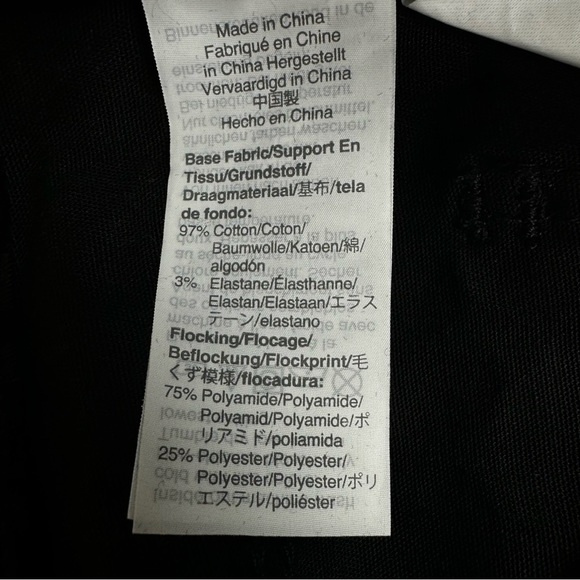 Made in China
Fabriqué en Chine
in China Hergestellt
Vervaardigd in China
中国製
Hecho en China
Base Fabric/Support En
Tissu/Grundstoff/
Draagmateriaal/基布/tela
de fondo:
97% Cotton/Coton/
Baumwolle/Katoen/綿/
algodón
3% Elastane/Élasthanne/
Elastan/Elastaan/エラス
テーン/elastano
Flocking/Flocage/
Beflockung/Flockprint/毛
くず模様/flocadura:
75% Polyamide/Polyamide/
Polyamid/Polyamide/ポ
リアミド/poliamida
25% Polyester/Polyester/
Polyester/Polyester/ポリ
エステル/poliéster